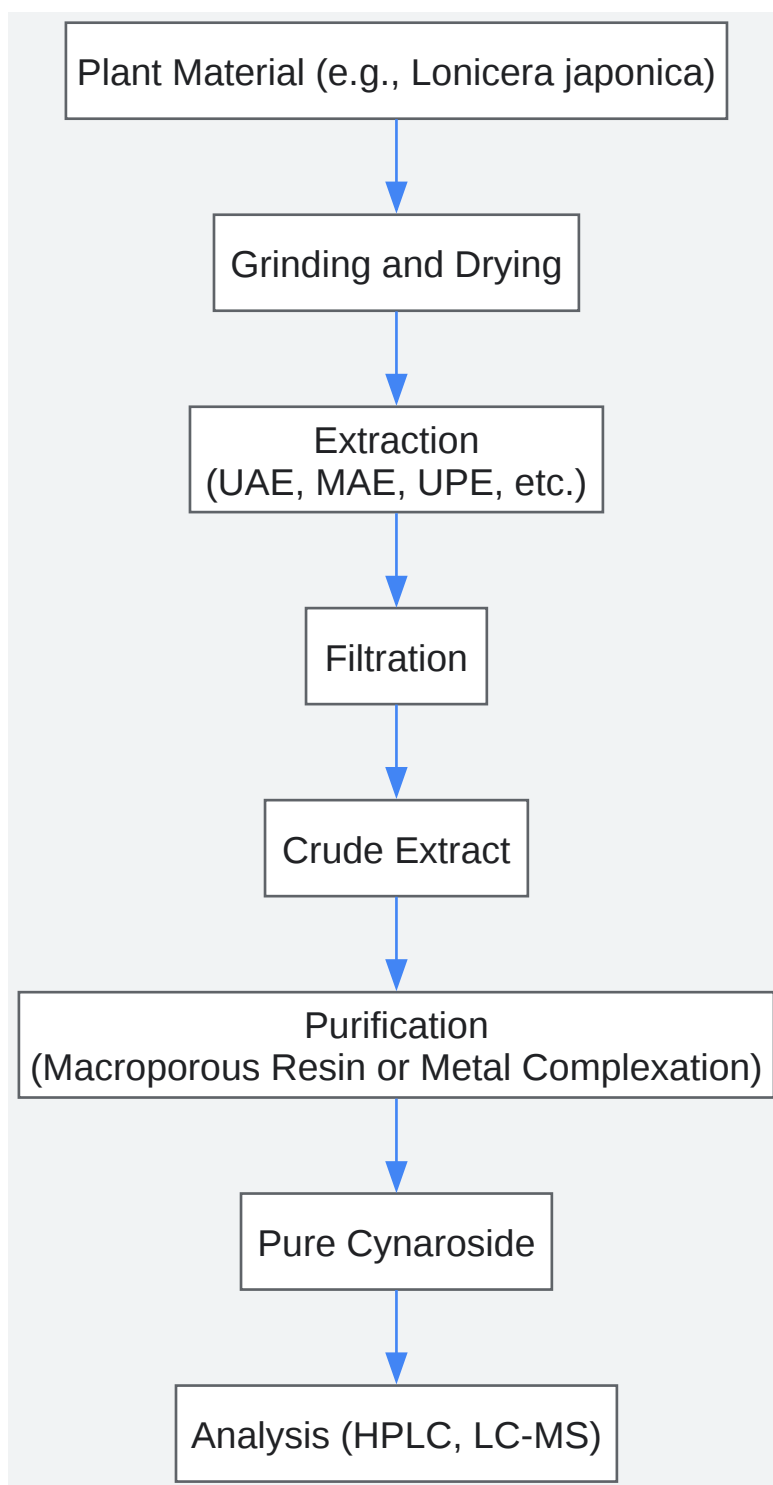 Plant Material (e.g., Lonicera japonica)
Grinding and Drying
Extraction
(UAE, MAE, UPE, etc.)
Filtration
Crude Extract
Purification
(Macroporous Resin or Metal Complexation)
Pure Cynaroside
Analysis (HPLC, LC-MS)